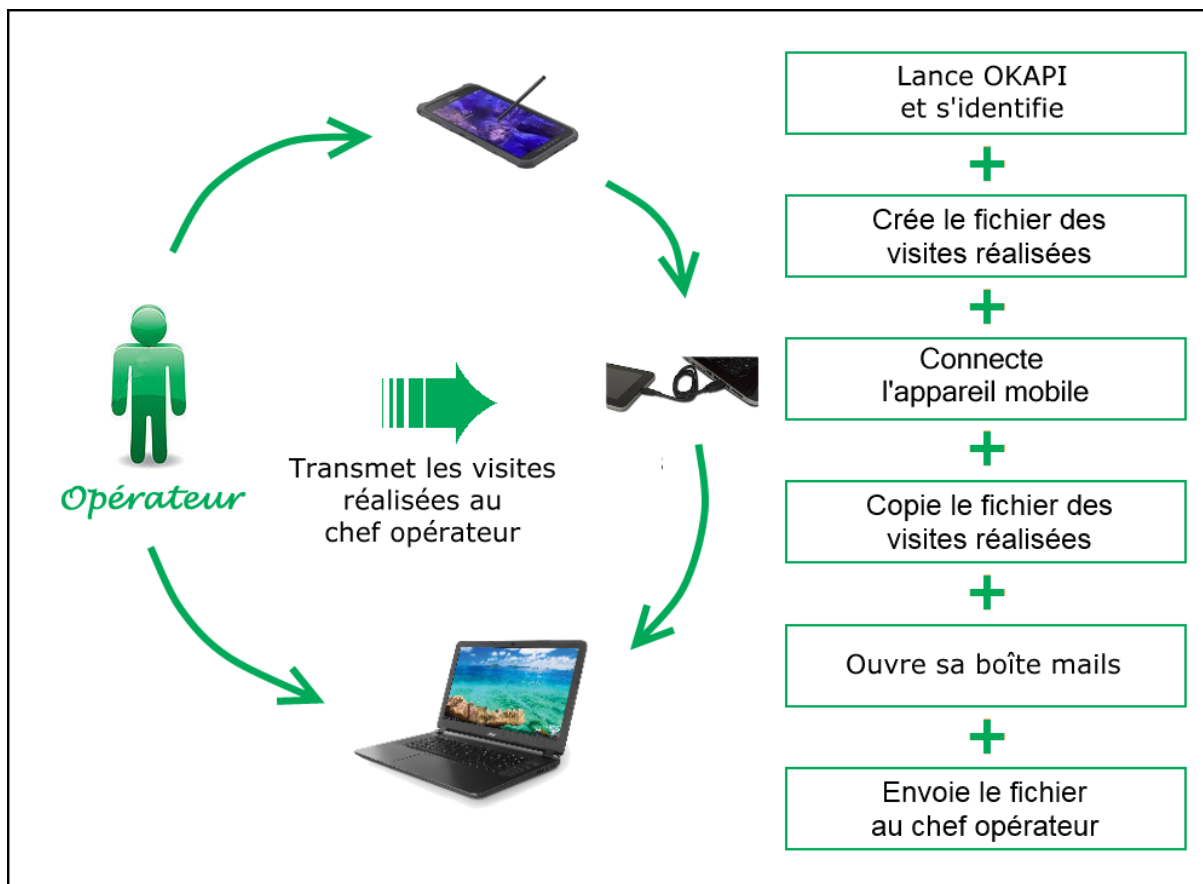 Lance OKAPI
et s'identifie
+
Crée le fichier des
visites réalisées
+
Connecte
l'appareil mobile
+
Copie le fichier des
visites réalisées
+
Ouvre sa boîte mails
+
Envoie le fichier
au chef opérateur
Opérateur
Transmet les visites
réalisées au
chef opérateur